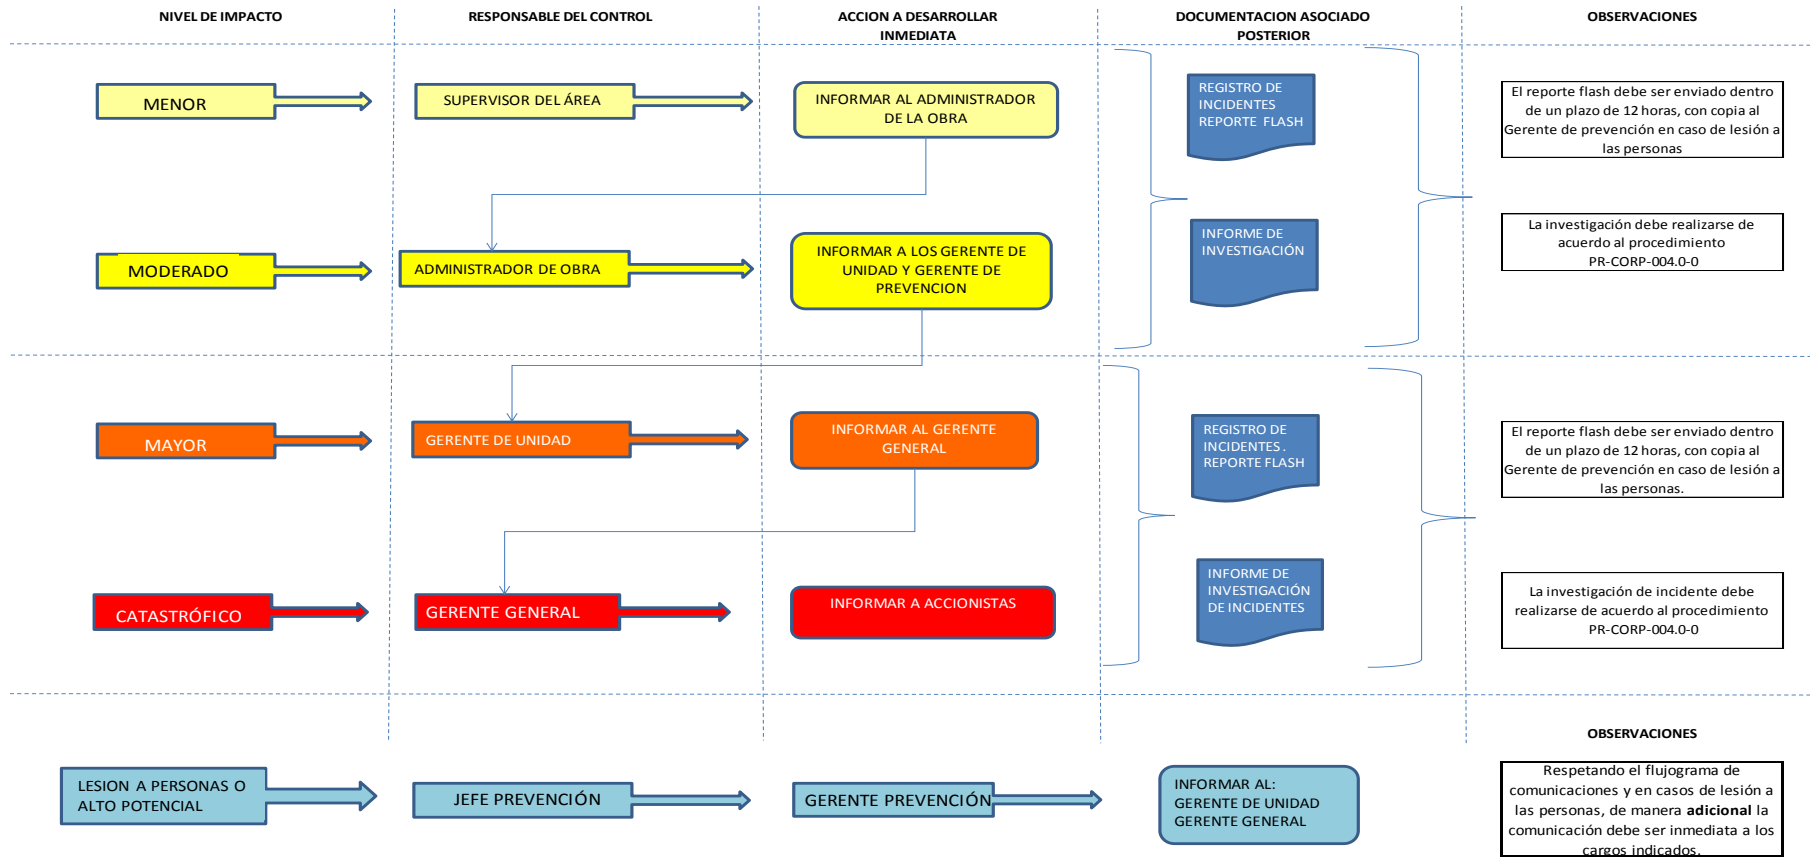 NIVEL DE IMPACTO
RESPONSABLE DEL CONTROL
ACCION A DESARROLLAR
INMEDIATA
DOCUMENTACION ASOCIADO
POSTERIOR
OBSERVACIONES
MENOR
SUPERVISOR DEL ÁREA
INFORMAR AL ADMINISTRADOR
DE LA OBRA
REGISTRO DE
INCIDENTES
REPORTE FLASH
El reporte flash debe ser enviado dentro
de un plazo de 12 horas, con copia al
Gerente de prevención en caso de lesión a
las personas
MODERADO
ADMINISTRADOR DE OBRA
INFORMAR A LOS GERENTE DE
UNIDAD Y GERENTE DE
PREVENCION
INFORME DE
INVESTIGACIÓN
La investigación debe realizarse de
acuerdo al procedimiento
PR-CORP-004.0-0
MAYOR
GERENTE DE UNIDAD
INFORMAR AL GERENTE
GENERAL
REGISTRO DE
INCIDENTES .
REPORTE FLASH
El reporte flash debe ser enviado dentro
de un plazo de 12 horas, con copia al
Gerente de prevención en caso de lesión a
las personas.
CATASTRÓFICO
GERENTE GENERAL
INFORMAR A ACCIONISTAS
INFORME DE
INVESTIGACIÓN
DE INCIDENTES
La investigación de incidente debe
realizarse de acuerdo al procedimiento
PR-CORP-004.0-0
OBSERVACIONES
LESION A PERSONAS O
ALTO POTENCIAL
JEFE PREVENCIÓN
GERENTE PREVENCIÓN
INFORMAR AL:
GERENTE DE UNIDAD
GERENTE GENERAL
Respetando el flujograma de
comunicaciones y en casos de lesión a
las personas, de manera adicional la
comunicación debe ser inmediata a los
cargos indicados.